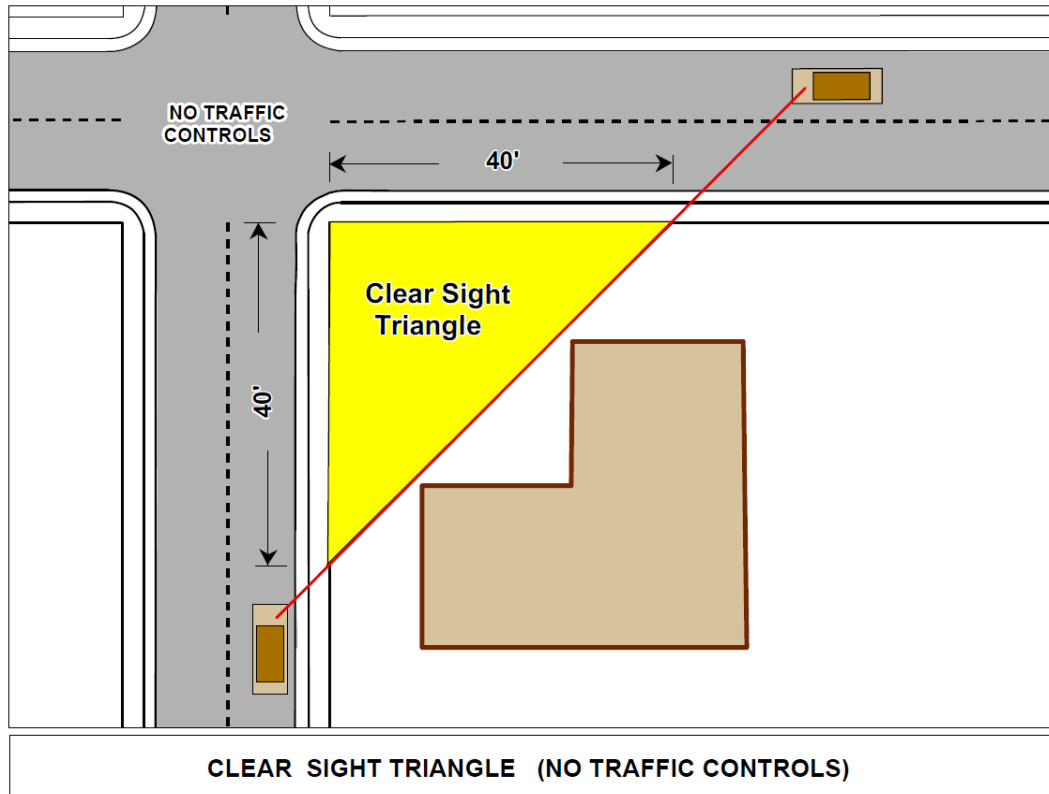 NO TRAFFIC
CONTROLS
40'
Clear Sight
Triangle
40'
CLEAR SIGHT TRIANGLE (NO TRAFFIC CONTROLS)